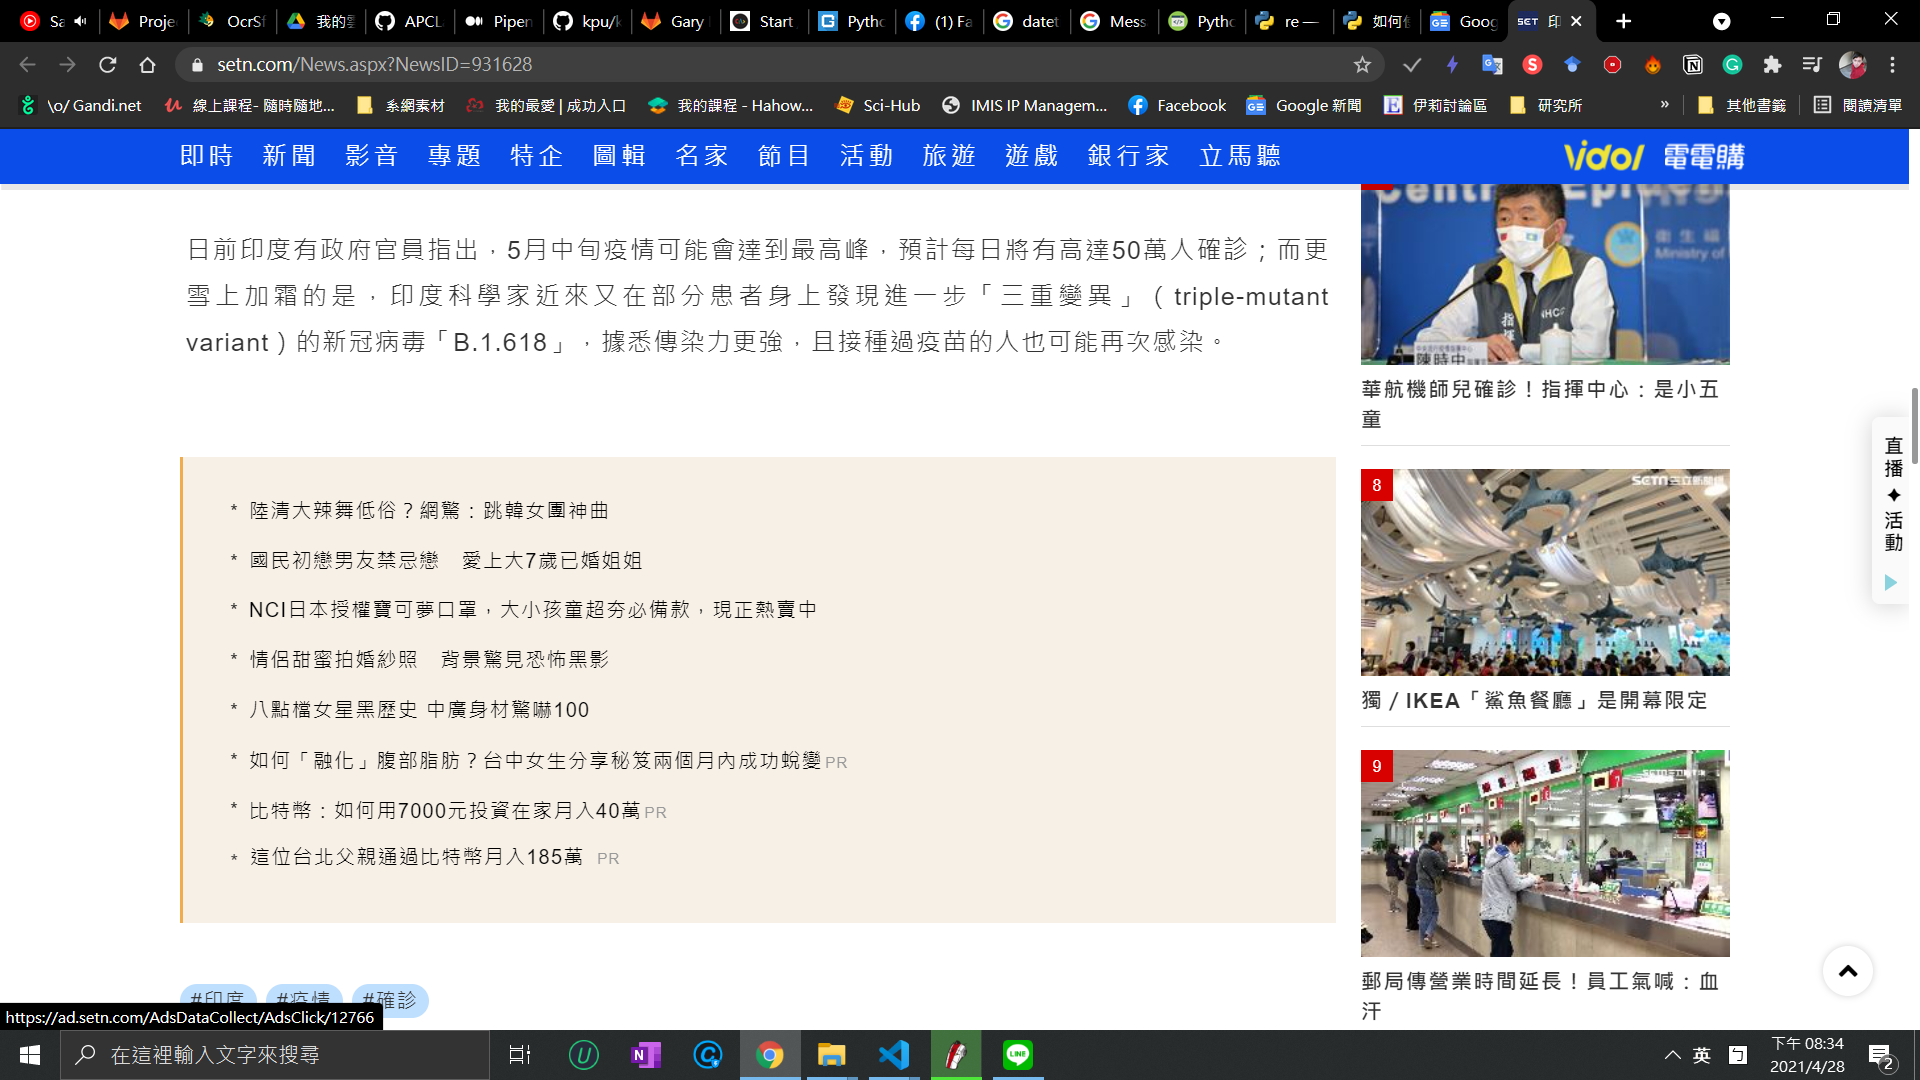 Sa
Proje
OcrSf
我的雲
APCL
Pipen
kpu/k
Gary
Start
Pytho
(1) Fa
datet
Mess
Pytho
re —
如何使
Goog
SET 印
setn.com/News.aspx?NewsID=931628
\o/ Gandi.net
線上課程- 隨時隨地...
系網素材
我的最愛 | 成功入口
我的課程 - Hahow...
Sci-Hub
IMIS IP Managem...
Facebook
Google 新聞
伊莉討論區
研究所
»
其他書籤
閱讀清單
即時 新聞 影音 專題 特企 圖輯 名家 節目 活動 旅遊 遊戲 銀行家 立馬聽
Vidol 電電購
日前印度有政府官員指出，5月中旬疫情可能會達到最高峰，預計每日將有高達50萬人確診；而更
雪上加霜的是，印度科學家近來又在部分患者身上發現進一步「三重變異」（triple-mutant
variant）的新冠病毒「B.1.618」，據悉傳染力更強，且接種過疫苗的人也可能再次感染。
* 陸清大辣舞低俗？網驚：跳韓女團神曲
* 國民初戀男友禁忌戀　愛上大7歲已婚姐姐
* NCI日本授權寶可夢口罩，大小孩童超夯必備款，現正熱賣中
* 情侶甜蜜拍婚紗照　背景驚見恐怖黑影
* 八點檔女星黑歷史 中廣身材驚嚇100
* 如何「融化」腹部脂肪？台中女生分享秘笈兩個月內成功蛻變 PR
* 比特幣：如何用7000元投資在家月入40萬 PR
* 這位台北父親通過比特幣月入185萬 PR
#印度 #疫情 #確診
https://ad.setn.com/AdsDataCollect/AdsClick/12766
衛生福
Ministry of
NHCC
指揮
陳時中
華航機師兒確診！指揮中心：是小五
童
8
SETN 三立新聞網
獨／IKEA「鯊魚餐廳」是開幕限定
9
郵局傳營業時間延長！員工氣喊：血
汗
直播✦活動
在這裡輸入文字來搜尋
英
下午 08:34
2021/4/28
2